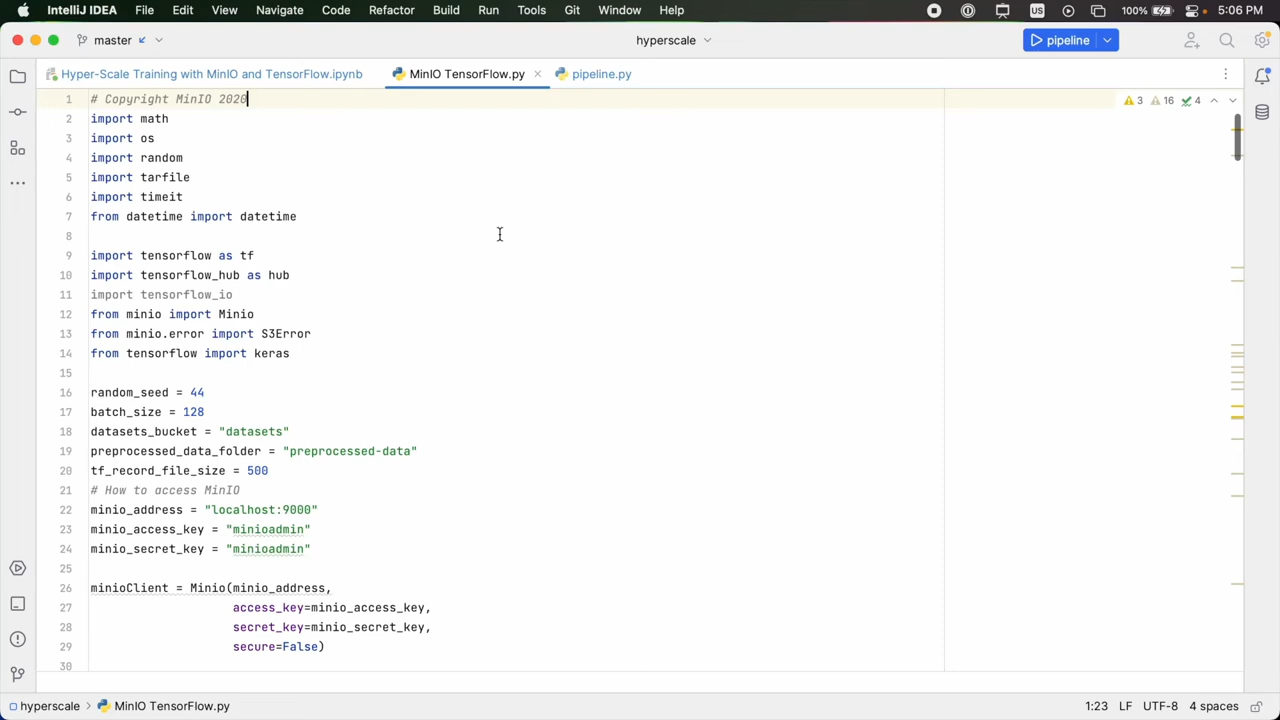 IntelliJ IDEA File Edit View Navigate Code Refactor Build Run Tools Git Window Help US 100% 5:06 PM
master hyperscale pipeline
Hyper-Scale Training with MinIO and TensorFlow.ipynb MinIO TensorFlow.py pipeline.py
1 # Copyright MinIO 2020 3 16 4
2 import math
3 import os
4 import random
5 import tarfile
6 import timeit
7 from datetime import datetime
8
9 import tensorflow as tf
10 import tensorflow_hub as hub
11 import tensorflow_io
12 from minio import Minio
13 from minio.error import S3Error
14 from tensorflow import keras
15
16 random_seed = 44
17 batch_size = 128
18 datasets_bucket = "datasets"
19 preprocessed_data_folder = "preprocessed-data"
20 tf_record_file_size = 500
21 # How to access MinIO
22 minio_address = "localhost:9000"
23 minio_access_key = "minioadmin"
24 minio_secret_key = "minioadmin"
25
26 minioClient = Minio(minio_address,
27 access_key=minio_access_key,
28 secret_key=minio_secret_key,
29 secure=False)
30
hyperscale MinIO TensorFlow.py 1:23 LF UTF-8 4 spaces